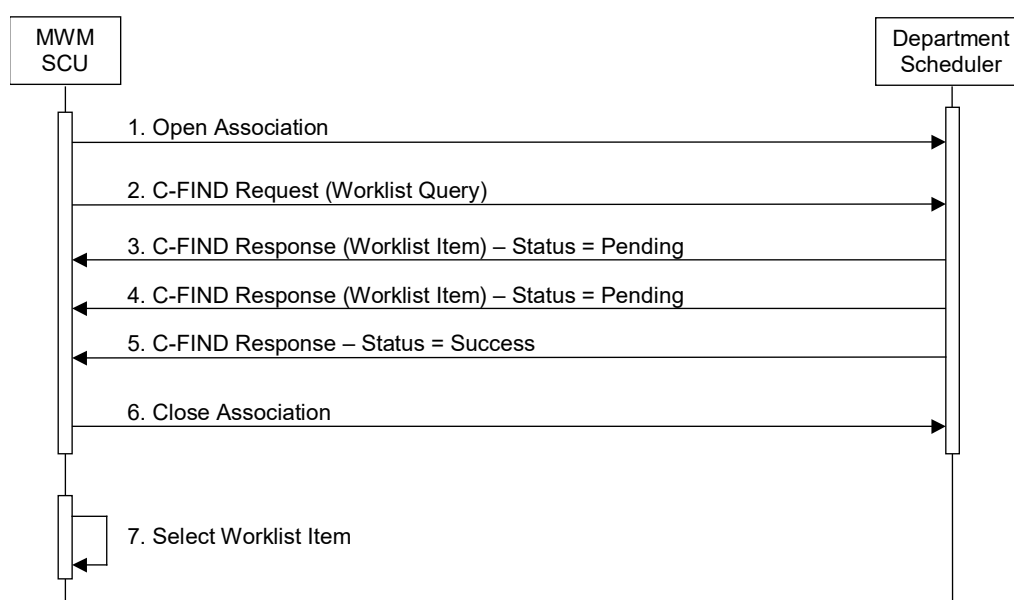 MWM
SCU
Department
Scheduler
1. Open Association
2. C-FIND Request (Worklist Query)
3. C-FIND Response (Worklist Item) – Status = Pending
4. C-FIND Response (Worklist Item) – Status = Pending
5. C-FIND Response – Status = Success
6. Close Association
7. Select Worklist Item